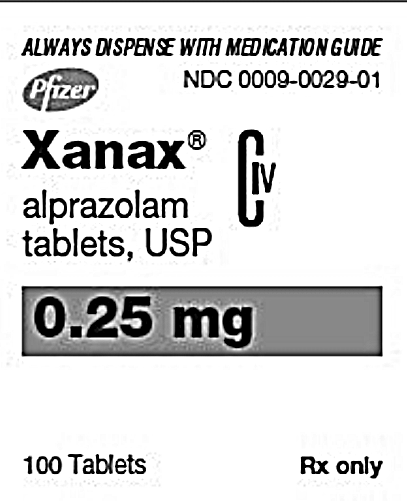 ALWAYS DISPENSE WITH MEDICATION GUIDE
Pfizer
NDC 0009-0029-01
Xanax®
CIV
alprazolam
tablets, USP
0.25 mg
100 Tablets
Rx only